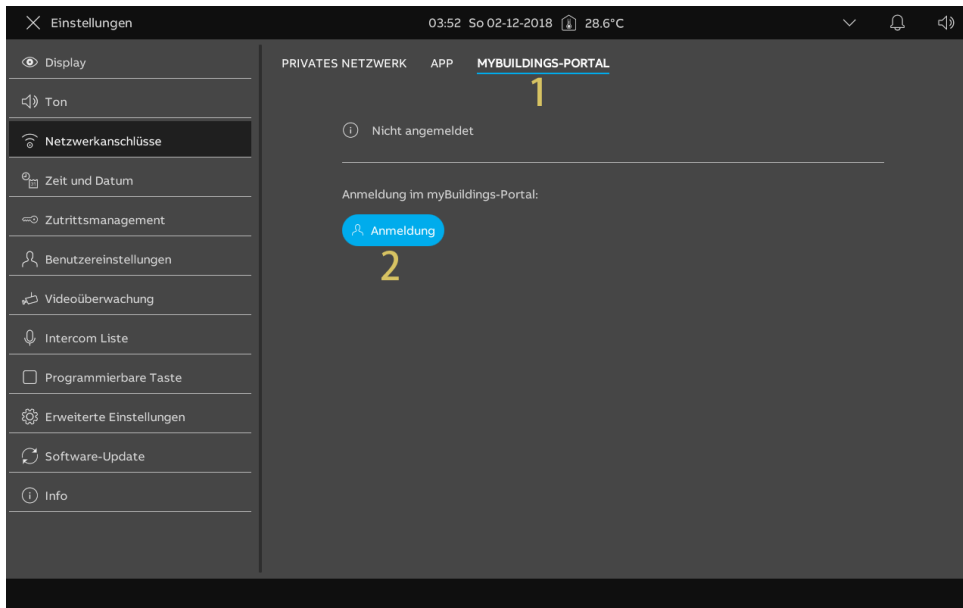 Einstellungen
03:52 So 02-12-2018 28.6°C
Display
Ton
Netzwerkanschlüsse
Zeit und Datum
Zutrittsmanagement
Benutzereinstellungen
Videoüberwachung
Intercom Liste
Programmierbare Taste
Erweiterte Einstellungen
Software-Update
Info
PRIVATES NETZWERK APP MYBUILDINGS-PORTAL
1
Nicht angemeldet
Anmeldung im myBuildings-Portal:
Anmeldung
2